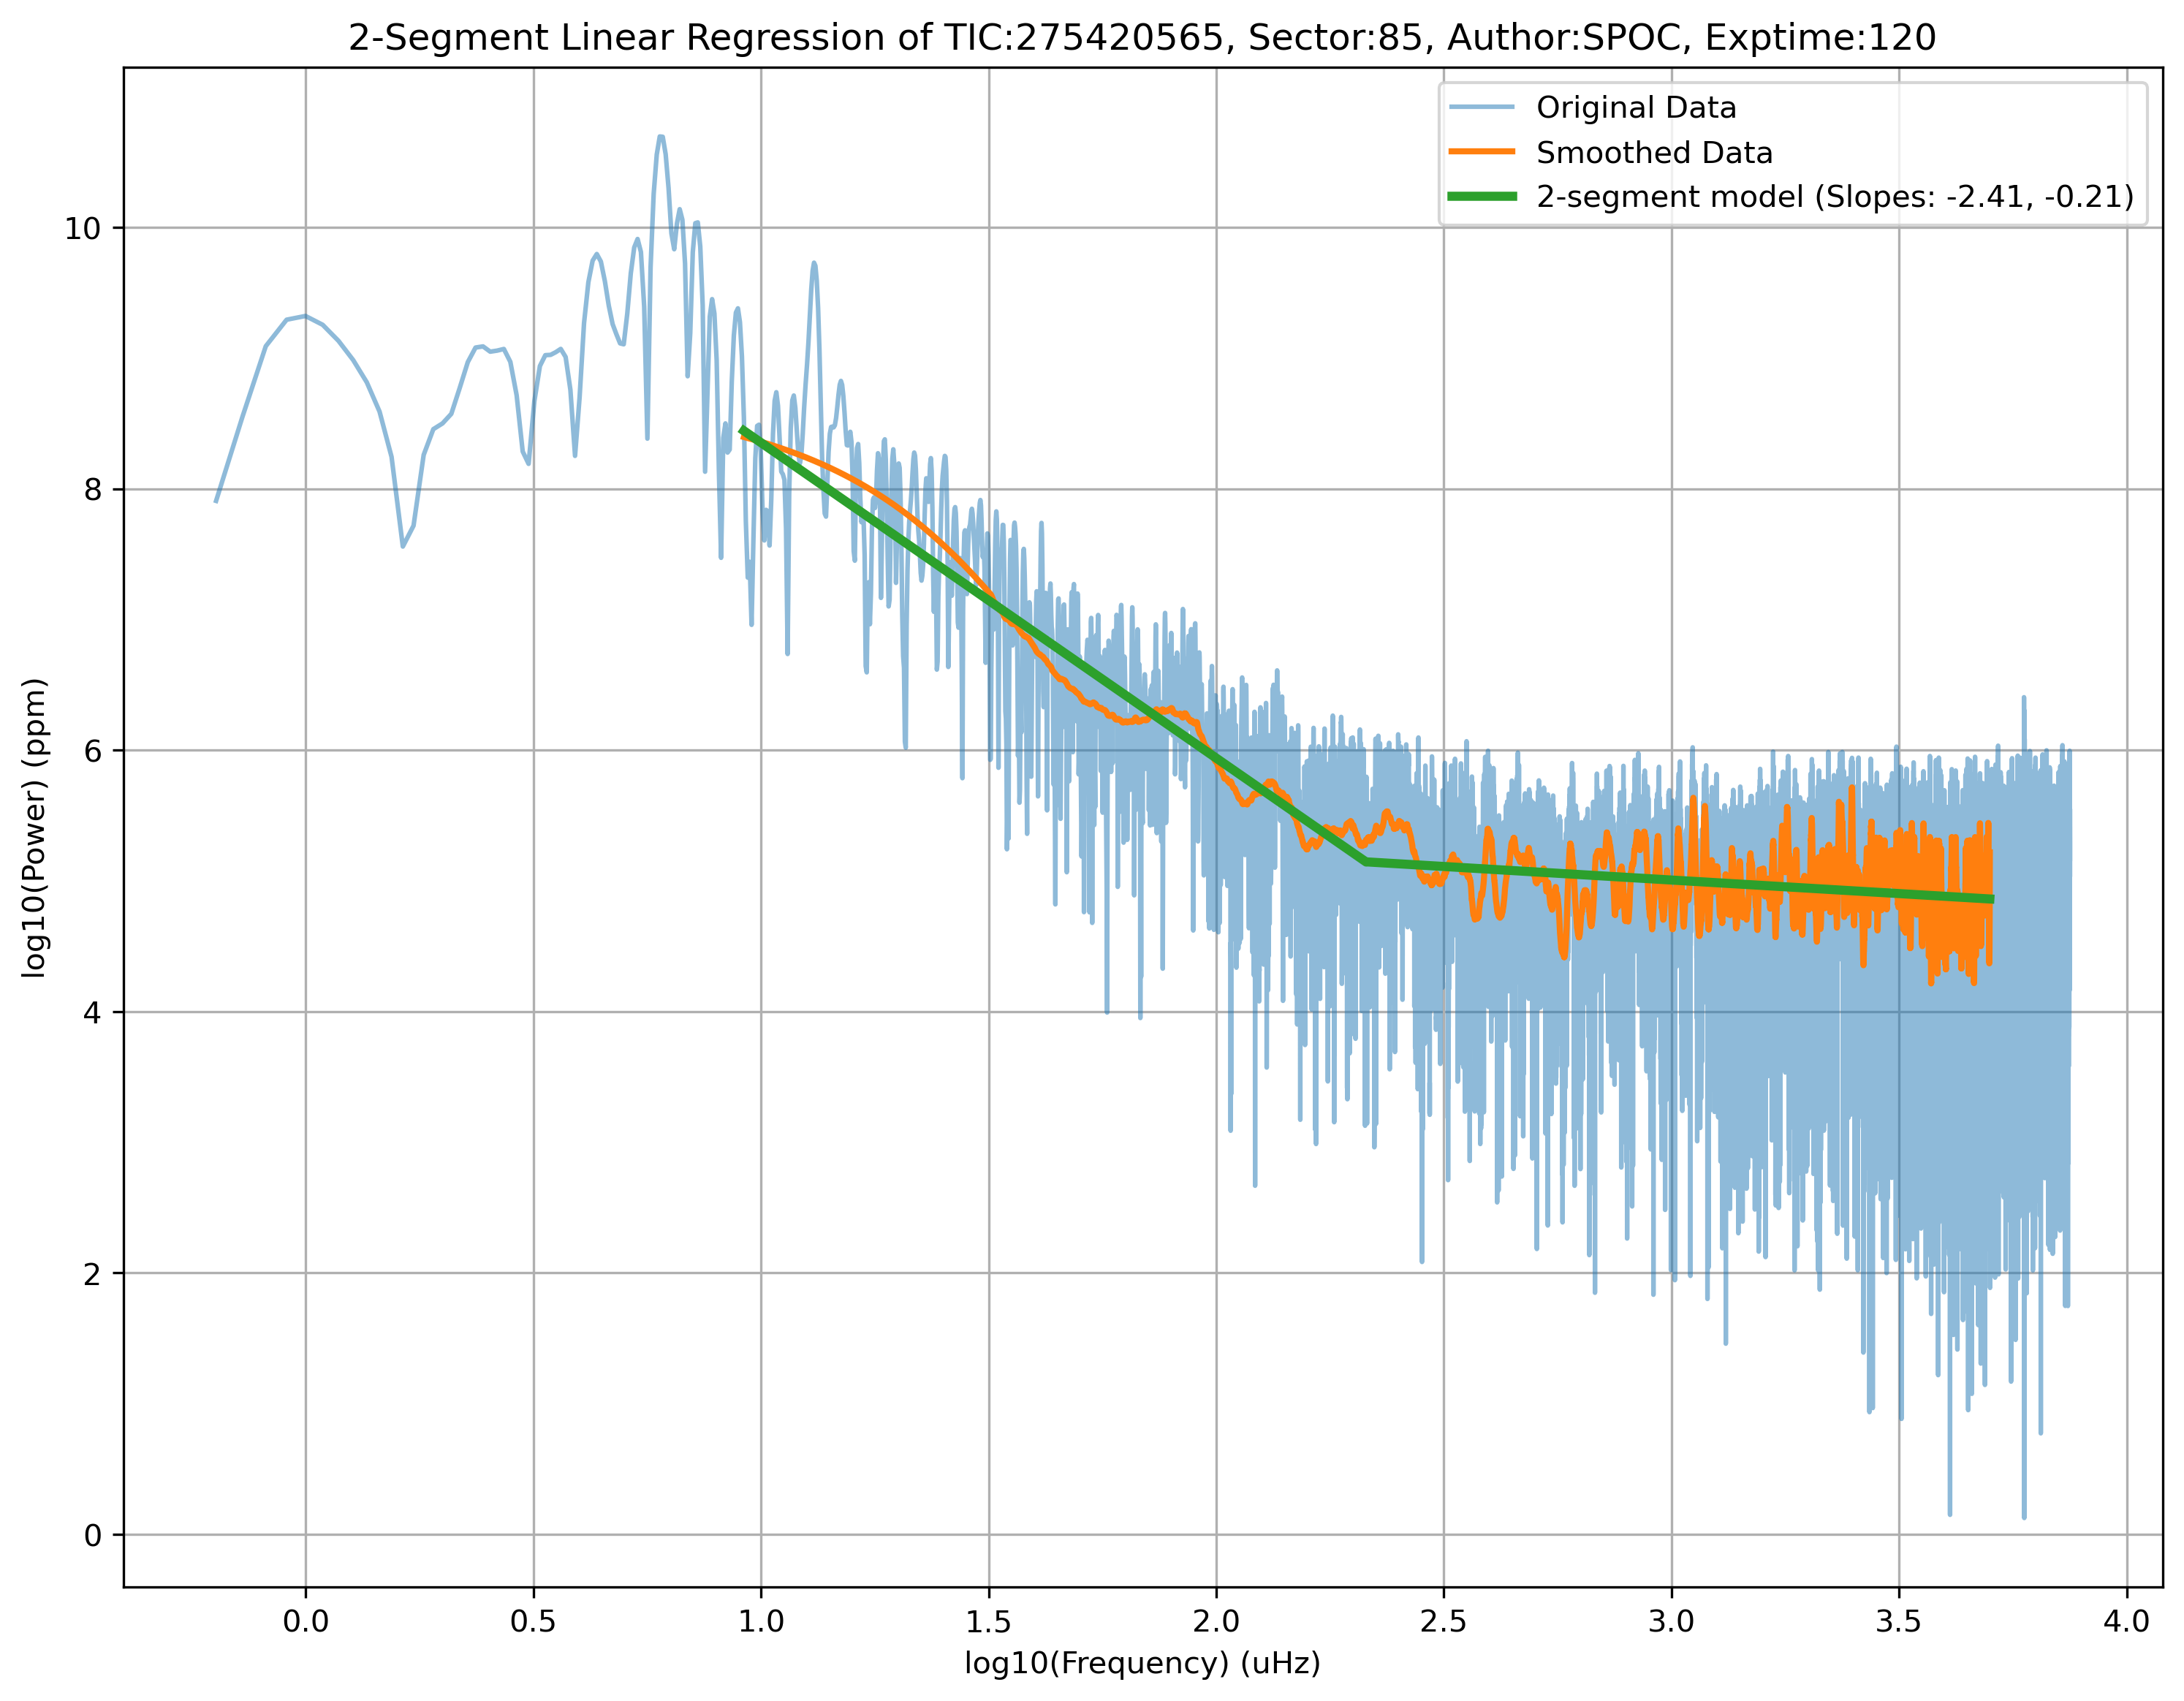 2-Segment Linear Regression of TIC:275420565, Sector:85, Author:SPOC, Exptime:120
Original Data
Smoothed Data
2-segment model (Slopes: -2.41, -0.21)
log10(Power) (ppm)
10
8
6
4
2
0
0.0 0.5 1.0 1.5 2.0 2.5 3.0 3.5 4.0
log10(Frequency) (uHz)